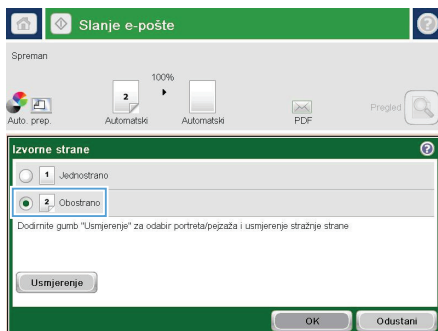 Slanje e-pošte
Spreman
100%
2
Auto. prep.
Automatski
Automatski
PDF
Pregled
Izvorne strane
1 Jednostrano
2 Obostrano
Dodirnite gumb "Usmjerenje" za odabir portreta/pejzaža i usmjerenje stražnje strane
Usmjerenje
OK
Odustani